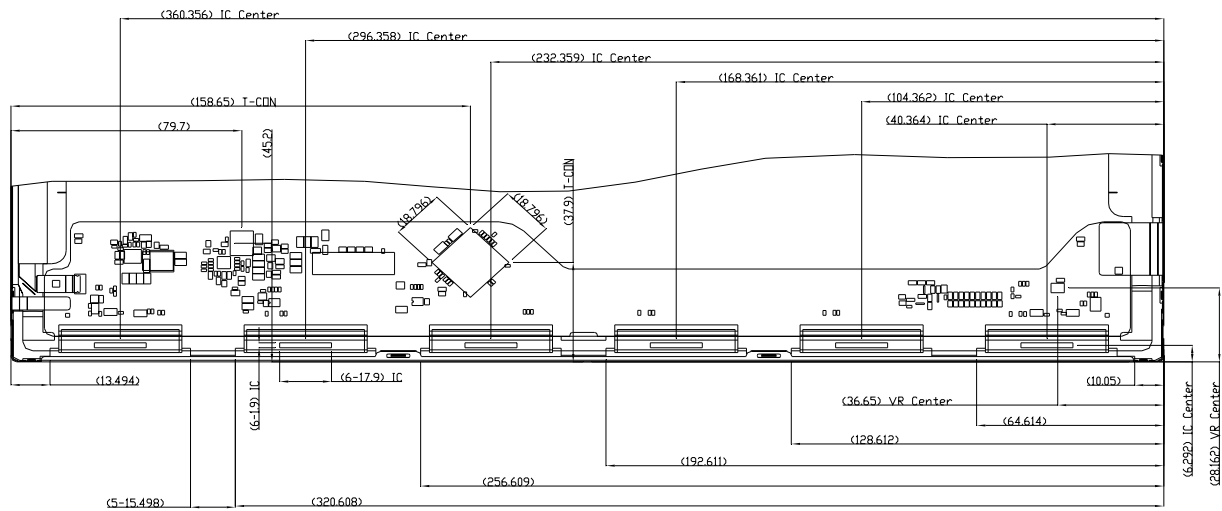 (360.356) IC Center
(296.358) IC Center
(232.359) IC Center
(168.361) IC Center
(158.65) T-CON
(104.362) IC Center
(79.7)
(40.364) IC Center
(45.2)
(37.9) T-CON
(18.796)
(18.796)
(13.494)
(6-1.9) IC
(6-17.9) IC
(10.05)
(36.65) VR Center
(64.614)
(6.292) IC Center
(28.162) VR Center
(128.612)
(192.611)
(256.609)
(5-15.498)
(320.608)